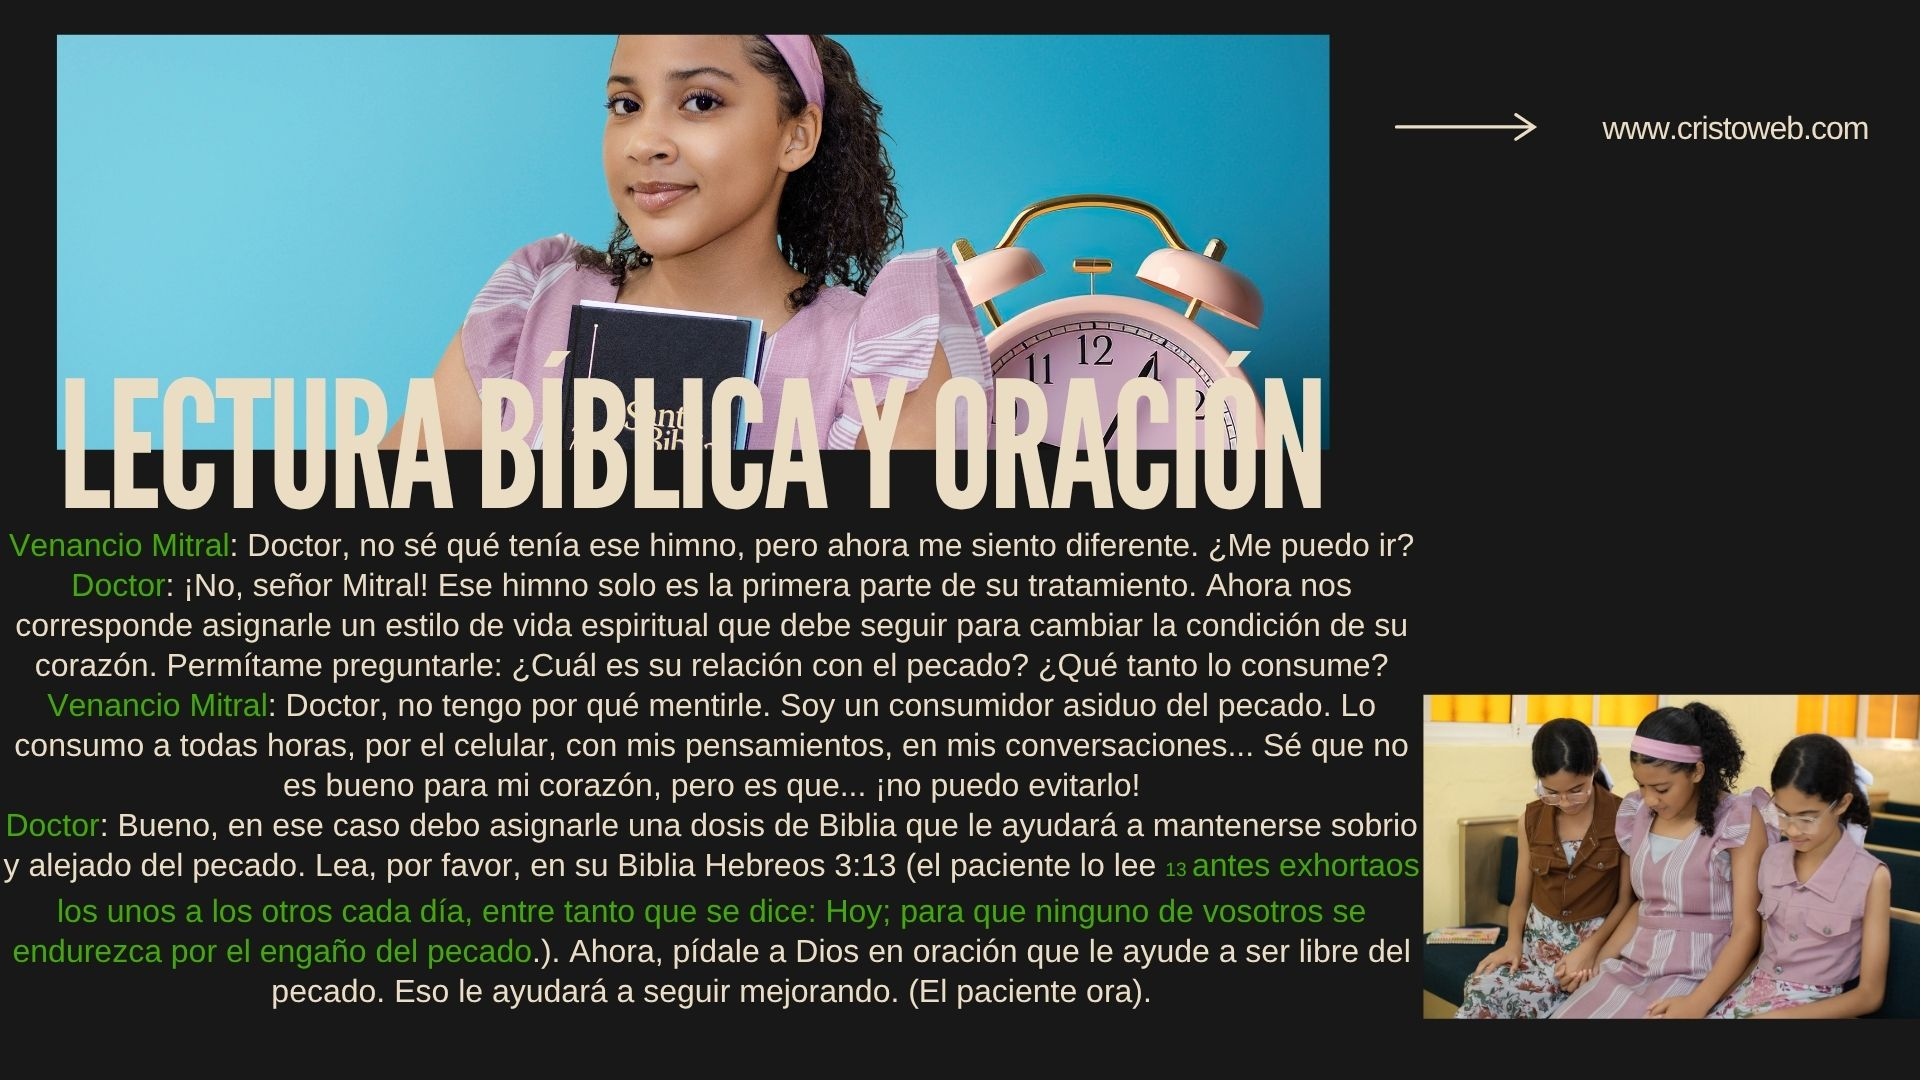 www.cristoweb.com
11 12 1
2
Santa
Biblia
LECTURA BÍBLICA Y ORACIÓN
Venancio Mitral: Doctor, no sé qué tenía ese himno, pero ahora me siento diferente. ¿Me puedo ir?
Doctor: ¡No, señor Mitral! Ese himno solo es la primera parte de su tratamiento. Ahora nos
corresponde asignarle un estilo de vida espiritual que debe seguir para cambiar la condición de su
corazón. Permítame preguntarle: ¿Cuál es su relación con el pecado? ¿Qué tanto lo consume?
Venancio Mitral: Doctor, no tengo por qué mentirle. Soy un consumidor asiduo del pecado. Lo
consumo a todas horas, por el celular, con mis pensamientos, en mis conversaciones... Sé que no
es bueno para mi corazón, pero es que... ¡no puedo evitarlo!
Doctor: Bueno, en ese caso debo asignarle una dosis de Biblia que le ayudará a mantenerse sobrio
y alejado del pecado. Lea, por favor, en su Biblia Hebreos 3:13 (el paciente lo lee 13 antes exhortaos
los unos a los otros cada día, entre tanto que se dice: Hoy; para que ninguno de vosotros se
endurezca por el engaño del pecado.). Ahora, pídale a Dios en oración que le ayude a ser libre del
pecado. Eso le ayudará a seguir mejorando. (El paciente ora).